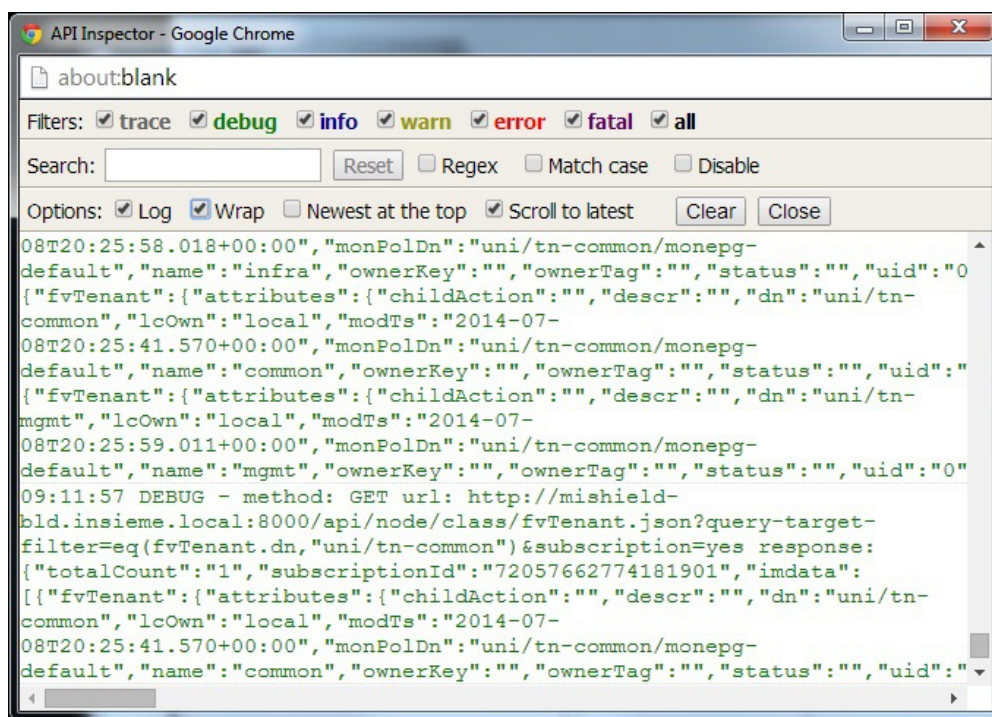 API Inspector - Google Chrome
about:blank
Filters: trace debug info warn error fatal all
Search: Reset Regex Match case Disable
Options: Log Wrap Newest at the top Scroll to latest Clear Close
08T20:25:58.018+00:00","monPolDn":"uni/tn-common/monepg-
default","name":"infra","ownerKey":"","ownerTag":"","status":"","uid":"0
{"fvTenant":{"attributes":{"childAction":"","descr":"","dn":"uni/tn-
common","lcOwn":"local","modTs":"2014-07-
08T20:25:41.570+00:00","monPolDn":"uni/tn-common/monepg-
default","name":"common","ownerKey":"","ownerTag":"","status":"","uid":"
{"fvTenant":{"attributes":{"childAction":"","descr":"","dn":"uni/tn-
mgmt","lcOwn":"local","modTs":"2014-07-
08T20:25:59.011+00:00","monPolDn":"uni/tn-common/monepg-
default","name":"mgmt","ownerKey":"","ownerTag":"","status":"","uid":"0"
09:11:57 DEBUG - method: GET url: http://mishield-
bld.insieme.local:8000/api/node/class/fvTenant.json?query-target-
filter=eq(fvTenant.dn,"uni/tn-common")&subscription=yes response:
{"totalCount":"1","subscriptionId":"72057662774181901","imdata":
[{"fvTenant":{"attributes":{"childAction":"","descr":"","dn":"uni/tn-
common","lcOwn":"local","modTs":"2014-07-
08T20:25:41.570+00:00","monPolDn":"uni/tn-common/monepg-
default","name":"common","ownerKey":"","ownerTag":"","status":"","uid":"